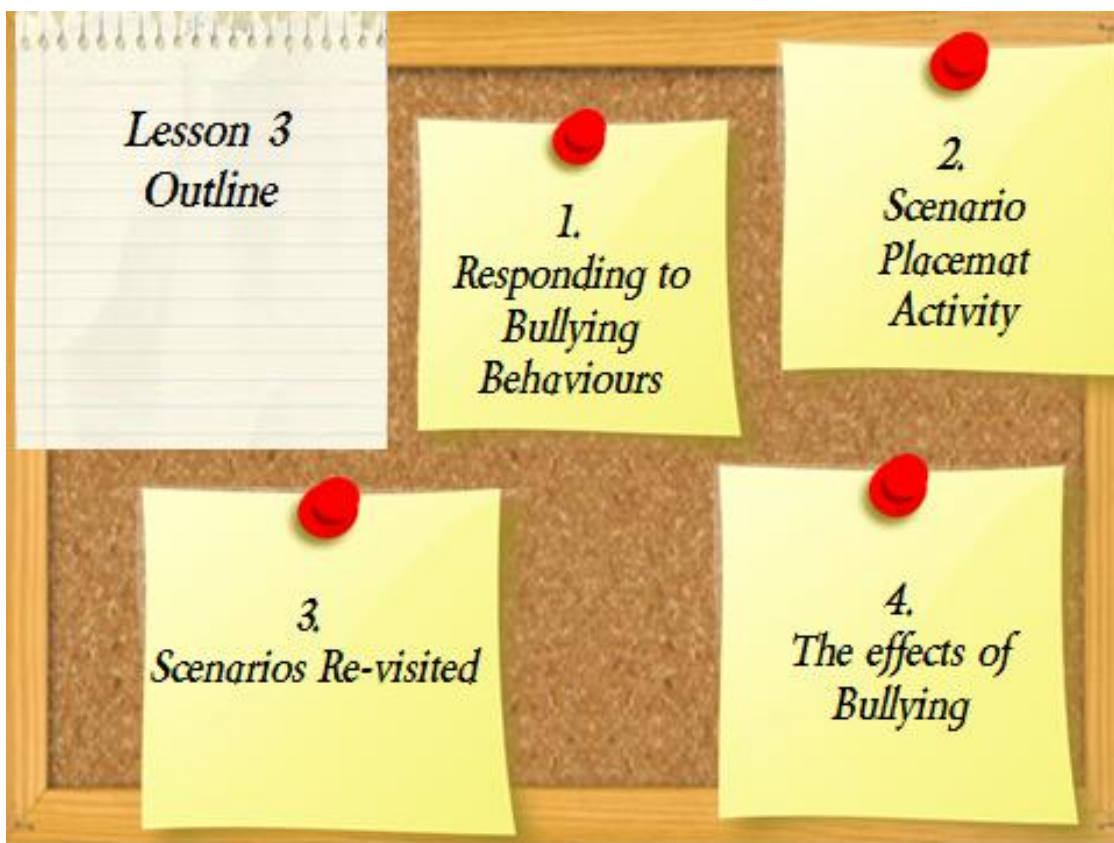 Lesson 3
Outline
1.
Responding to
Bullying
Behaviours
2.
Scenario
Placemat
Activity
3.
Scenarios Re-visited
4.
The effects of
Bullying